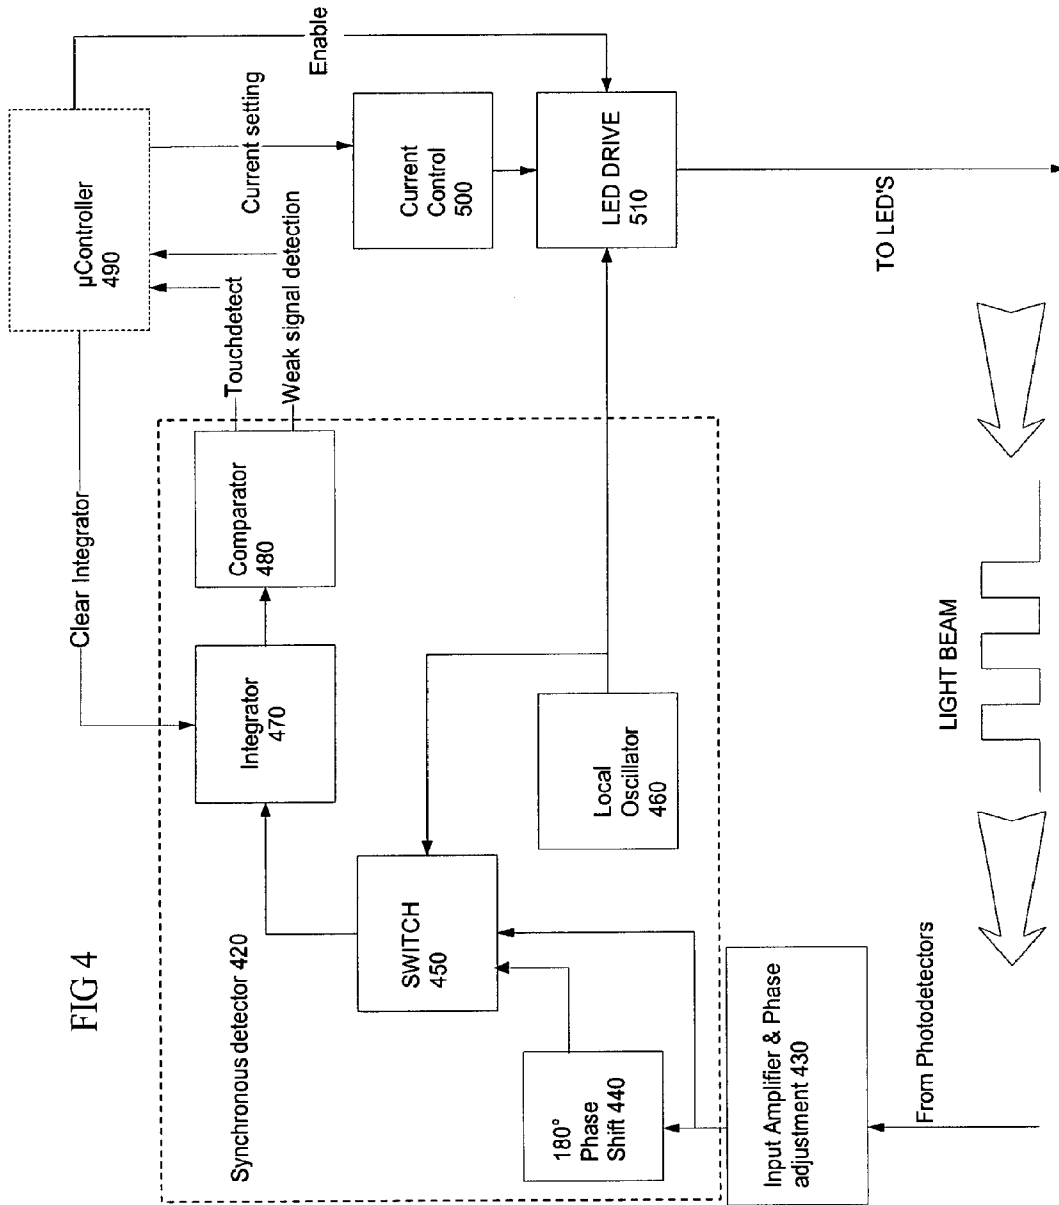 FIG 4
Synchronous detector 420
Clear Integrator
µController
490
Enable
Current setting
Touchdetect
Weak signal detection
Integrator
470
Comparator
480
Current
Control
500
SWITCH
450
LED DRIVE
510
180°
Phase
Shift 440
Local
Oscillator
460
Input Amplifier & Phase
adjustment 430
From Photodetectors
TO LED'S
LIGHT BEAM